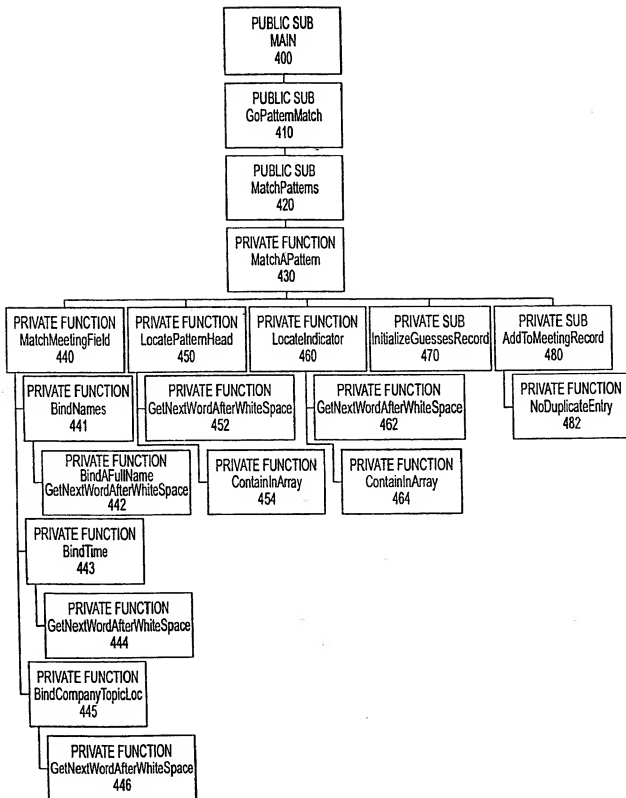 PUBLIC SUB
MAIN
400
PUBLIC SUB
GoPatternMatch
410
PUBLIC SUB
MatchPatterns
420
PRIVATE FUNCTION
MatchAPattern
430
PRIVATE FUNCTION
MatchMeetingField
440
PRIVATE FUNCTION
LocatePatternHead
450
PRIVATE FUNCTION
LocateIndicator
460
PRIVATE SUB
InitializeGuessesRecord
470
PRIVATE SUB
AddToMeetingRecord
480
PRIVATE FUNCTION
BindNames
441
PRIVATE FUNCTION
GetNextWordAfterWhiteSpace
452
PRIVATE FUNCTION
GetNextWordAfterWhiteSpace
462
PRIVATE FUNCTION
NoDuplicateEntry
482
PRIVATE FUNCTION
BindAFullName
GetNextWordAfterWhiteSpace
442
PRIVATE FUNCTION
ContainInArray
454
PRIVATE FUNCTION
ContainInArray
464
PRIVATE FUNCTION
BindTime
443
PRIVATE FUNCTION
GetNextWordAfterWhiteSpace
444
PRIVATE FUNCTION
BindCompanyTopicLoc
445
PRIVATE FUNCTION
GetNextWordAfterWhiteSpace
446